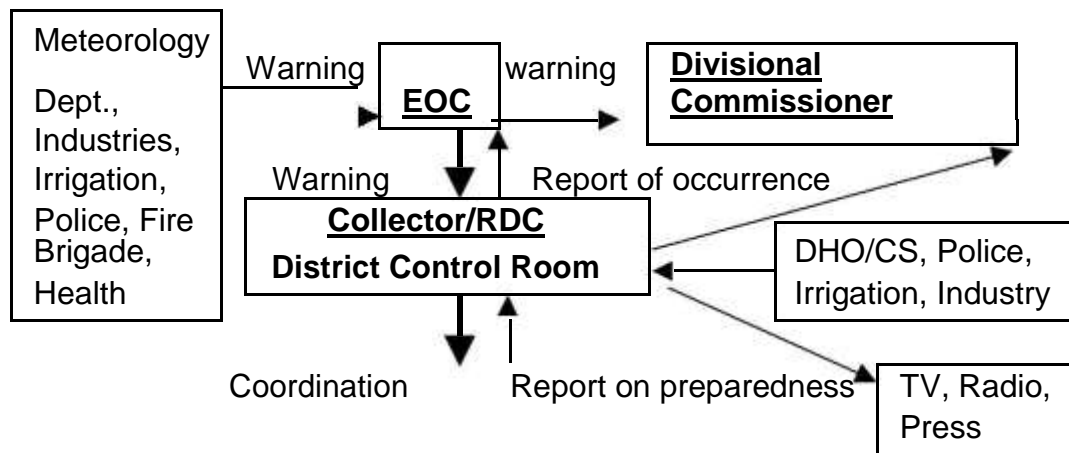 Meteorology
Dept.,
Industries,
Irrigation,
Police, Fire
Brigade,
Health
Warning
EOC
warning
Divisional
Commissioner
Warning
Report of occurrence
Collector/RDC
District Control Room
DHO/CS, Police,
Irrigation, Industry
Coordination
Report on preparedness
TV, Radio,
Press